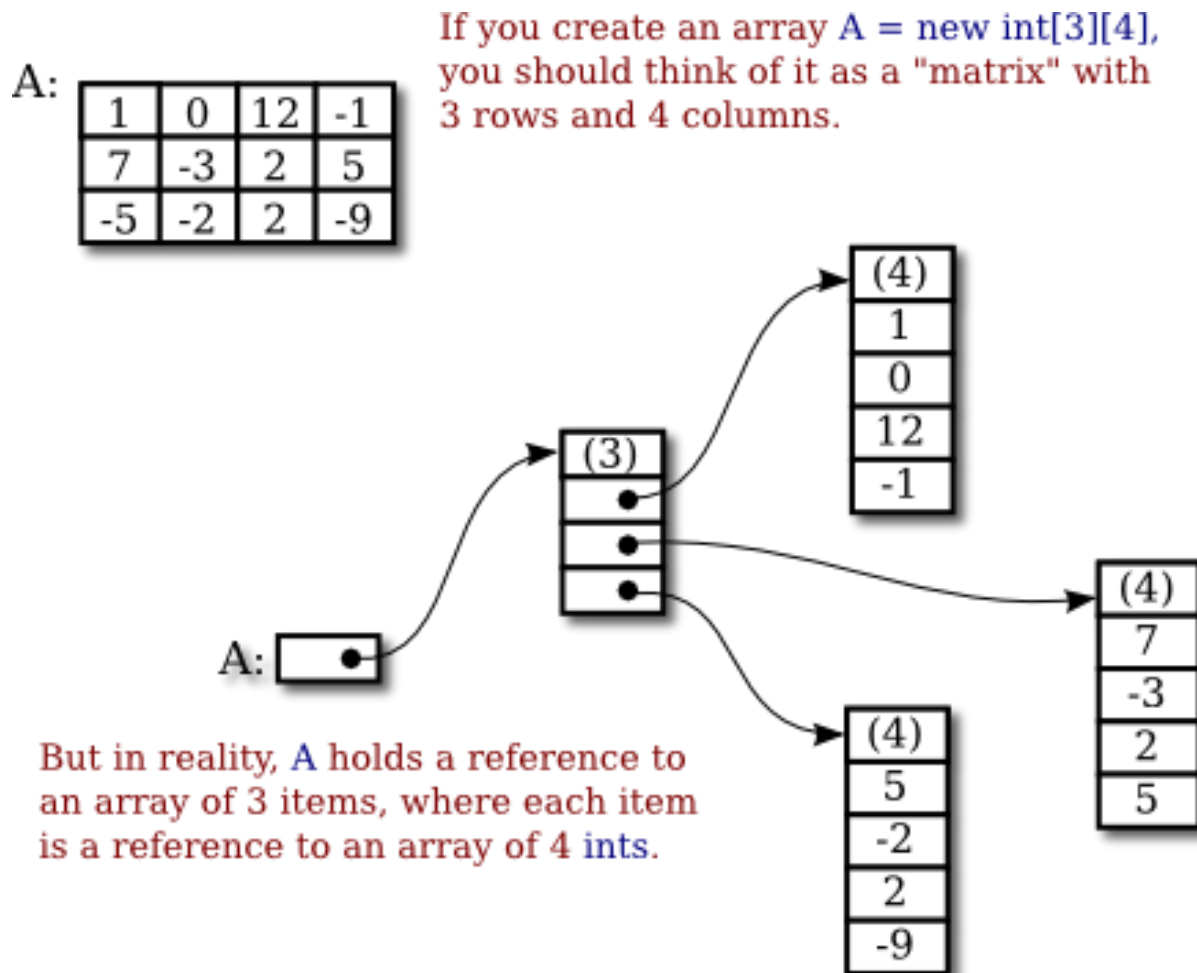 If you create an array A = new int[3][4],
you should think of it as a "matrix" with
3 rows and 4 columns.
A:
1 0 12 -1
7 -3 2 5
-5 -2 2 -9
(4)
1
0
12
-1
(3)
A:
(4)
7
-3
2
5
(4)
5
-2
2
-9
But in reality, A holds a reference to
an array of 3 items, where each item
is a reference to an array of 4 ints.